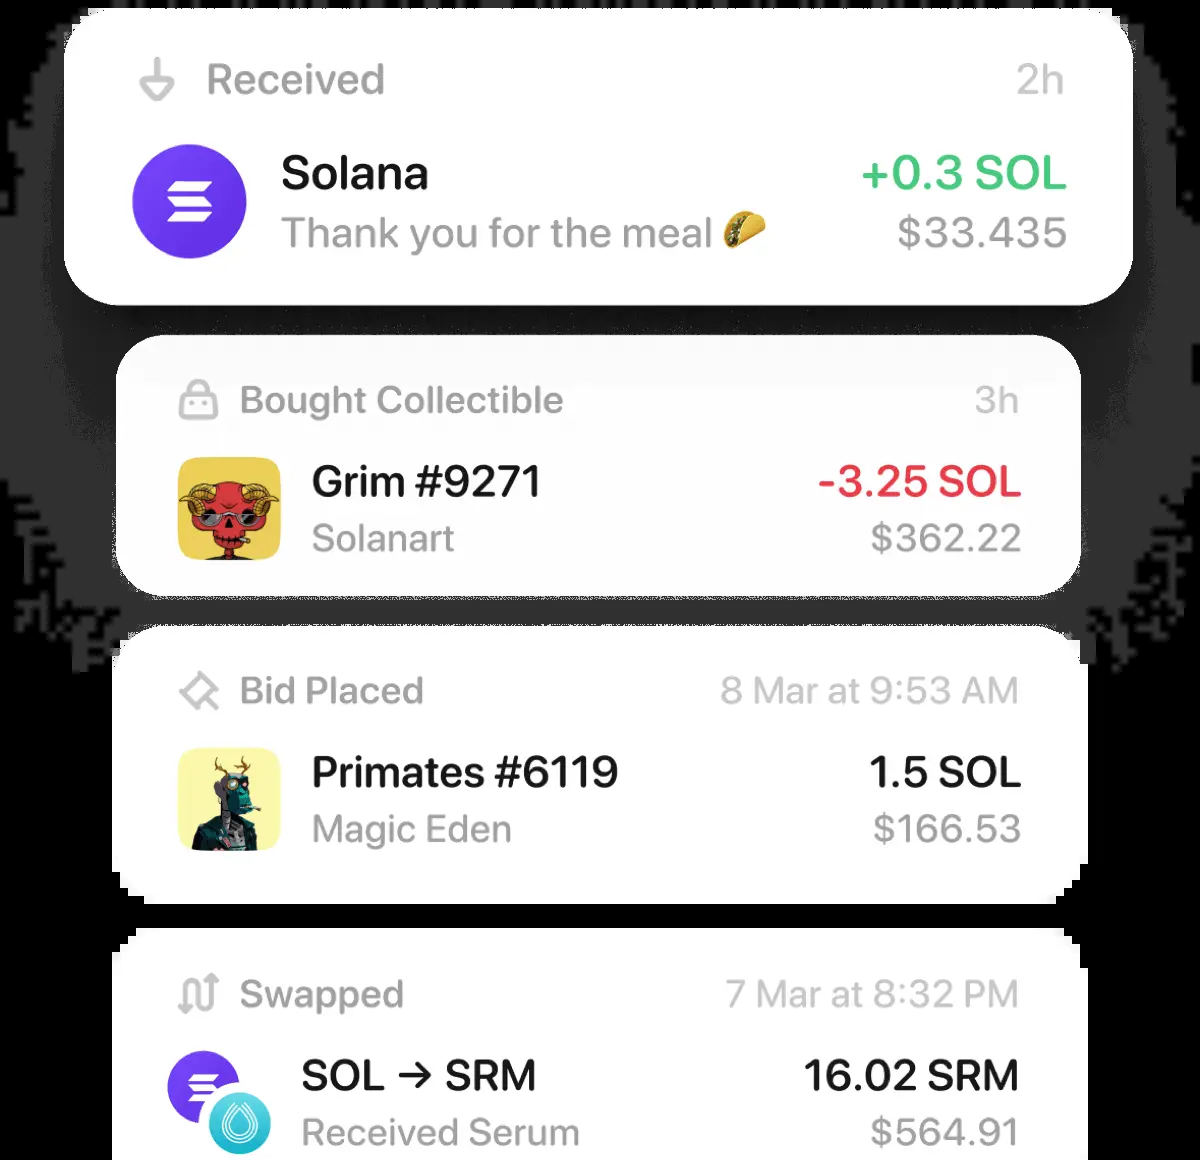 Received 2h
Solana +0.3 SOL
Thank you for the meal 🌮 $33.435
Bought Collectible 3h
Grim #9271 -3.25 SOL
Solanart $362.22
Bid Placed 8 Mar at 9:53 AM
Primates #6119 1.5 SOL
Magic Eden $166.53
Swapped 7 Mar at 8:32 PM
SOL → SRM 16.02 SRM
Received Serum $564.91